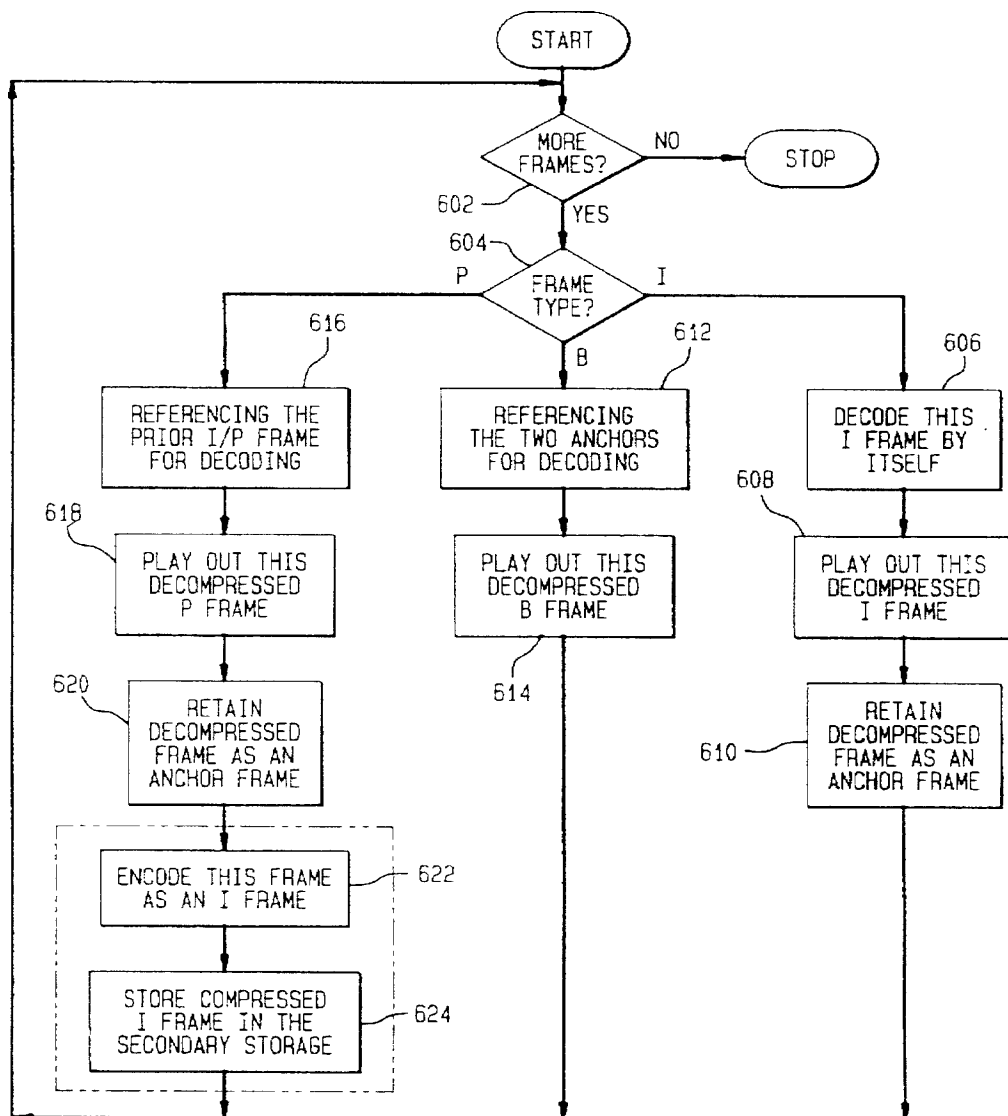 START
MORE
FRAMES?
NO
STOP
602
YES
604
P
FRAME
TYPE?
I
B
616
612
606
REFERENCING THE
PRIOR I/P FRAME
FOR DECODING
REFERENCING
THE TWO ANCHORS
FOR DECODING
DECODE THIS
I FRAME BY
ITSELF
618
608
PLAY OUT THIS
DECOMPRESSED
P FRAME
PLAY OUT THIS
DECOMPRESSED
B FRAME
PLAY OUT THIS
DECOMPRESSED
I FRAME
620
614
610
RETAIN
DECOMPRESSED
FRAME AS AN
ANCHOR FRAME
RETAIN
DECOMPRESSED
FRAME AS AN
ANCHOR FRAME
ENCODE THIS FRAME
AS AN I FRAME
622
STORE COMPRESSED
I FRAME IN THE
SECONDARY STORAGE
624